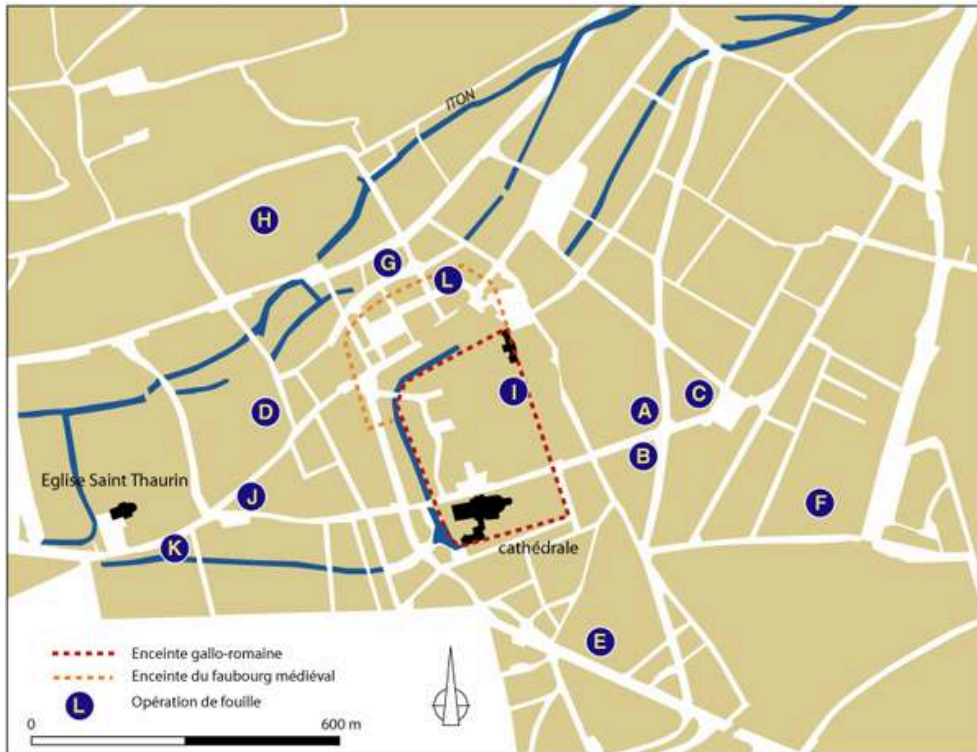 ITON
H
G
L
I
A
C
B
D
Eglise Saint Thaurin
J
F
K
cathédrale
E
Enceinte gallo-romaine
Enceinte du faubourg médiéval
L
Opération de fouille
0
600 m